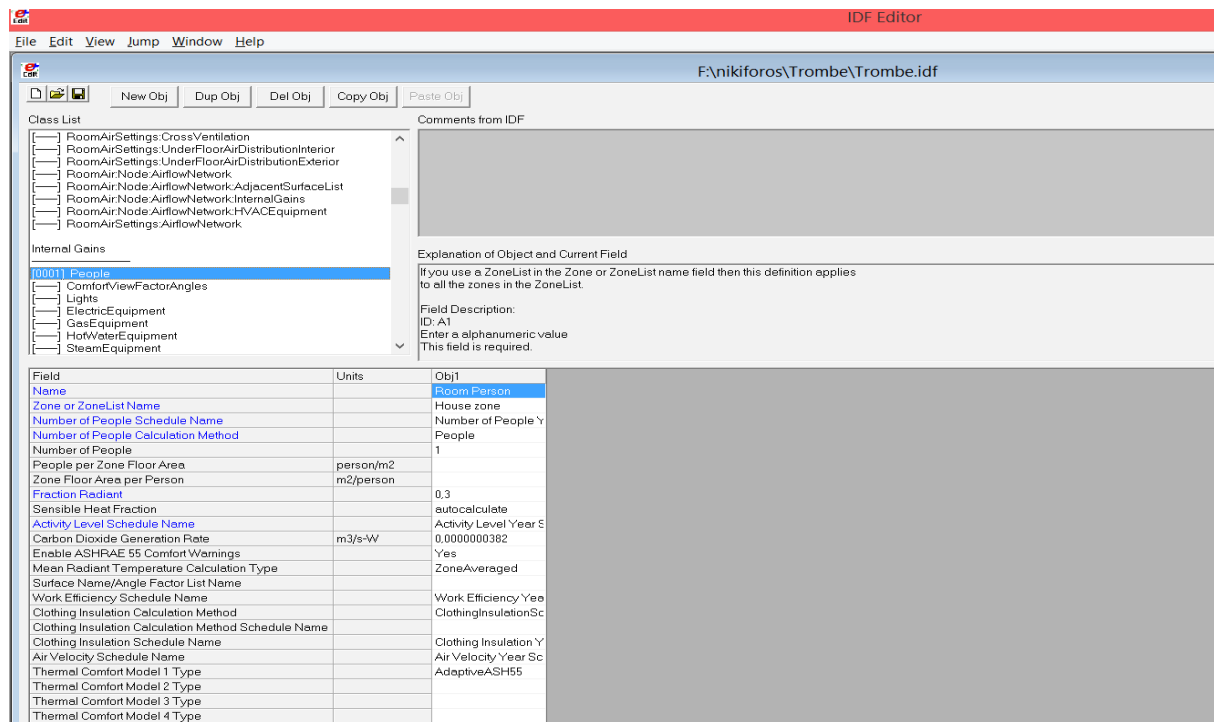 IDF Editor
File Edit View Jump Window Help
F:\nikiforos\Trombe\Trombe.idf
New Obj Dup Obj Del Obj Copy Obj Paste Obj
Class List
[------] RoomAirSettings:CrossVentilation
[------] RoomAirSettings:UnderFloorAirDistributionInterior
[------] RoomAirSettings:UnderFloorAirDistributionExterior
[------] RoomAir:Node:AirflowNetwork
[------] RoomAir:Node:AirflowNetwork:AdjacentSurfaceList
[------] RoomAir:Node:AirflowNetwork:InternalGains
[------] RoomAir:Node:AirflowNetwork:HVACEquipment
[------] RoomAirSettings:AirflowNetwork
Internal Gains
[0001] People
[------] ComfortViewFactorAngles
[------] Lights
[------] ElectricEquipment
[------] GasEquipment
[------] HotWaterEquipment
[------] SteamEquipment
Comments from IDF
Explanation of Object and Current Field
If you use a ZoneList in the Zone or ZoneList name field then this definition applies
to all the zones in the ZoneList.
Field Description:
ID: A1
Enter a alphanumeric value
This field is required.
Field Units Obj1
Name Room Person
Zone or ZoneList Name House zone
Number of People Schedule Name Number of People Y
Number of People Calculation Method People
Number of People 1
People per Zone Floor Area person/m2
Zone Floor Area per Person m2/person
Fraction Radiant 0,3
Sensible Heat Fraction autocalculate
Activity Level Schedule Name Activity Level Year S
Carbon Dioxide Generation Rate m3/s-W 0,0000000382
Enable ASHRAE 55 Comfort Warnings Yes
Mean Radiant Temperature Calculation Type ZoneAveraged
Surface Name/Angle Factor List Name
Work Efficiency Schedule Name Work Efficiency Yea
Clothing Insulation Calculation Method ClothingInsulationSc
Clothing Insulation Calculation Method Schedule Name
Clothing Insulation Schedule Name Clothing Insulation Y
Air Velocity Schedule Name Air Velocity Year Sc
Thermal Comfort Model 1 Type AdaptiveASH55
Thermal Comfort Model 2 Type
Thermal Comfort Model 3 Type
Thermal Comfort Model 4 Type